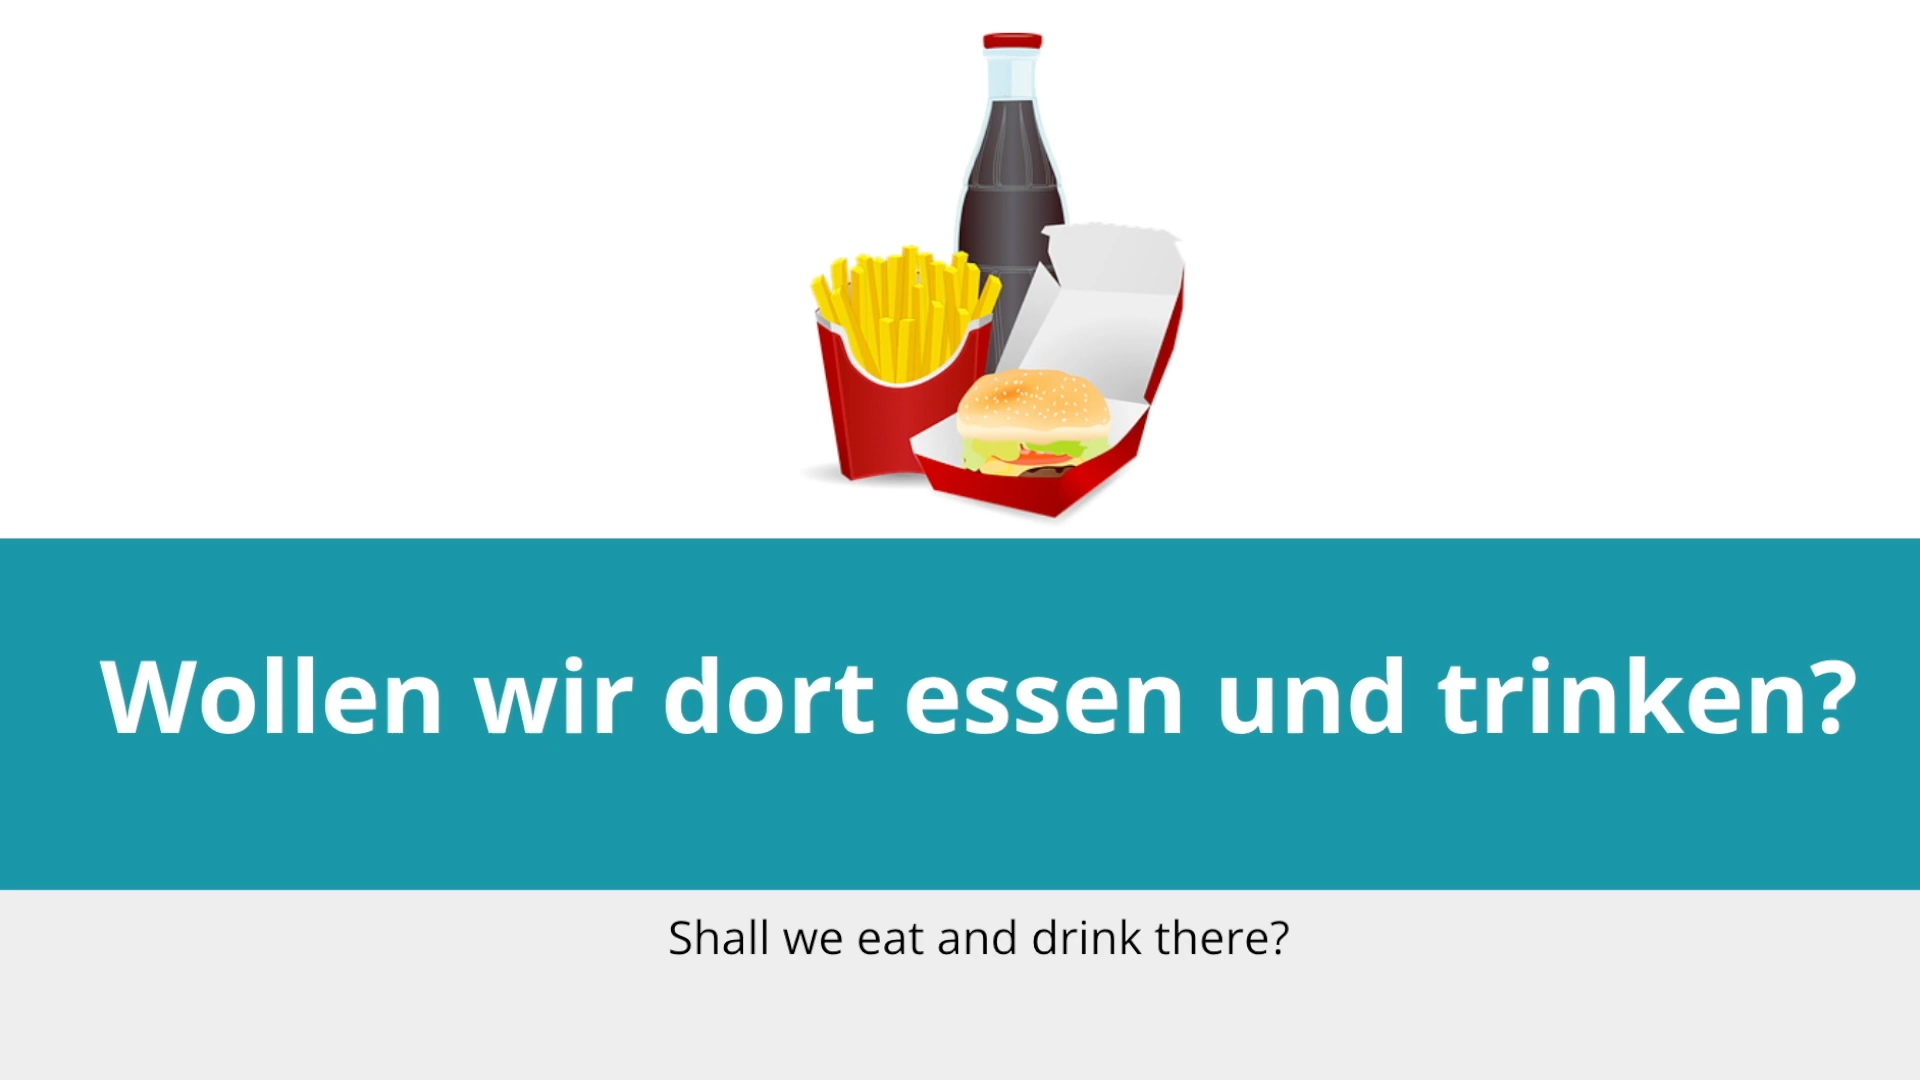 Wollen wir dort essen und trinken?
Shall we eat and drink there?